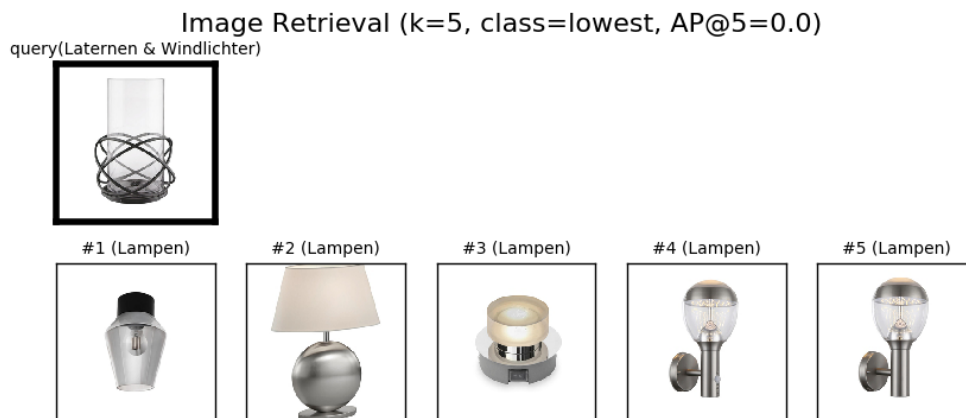 Image Retrieval (k=5, class=lowest, AP@5=0.0)
query(Laternen & Windlichter)
#1 (Lampen)
#2 (Lampen)
#3 (Lampen)
#4 (Lampen)
#5 (Lampen)